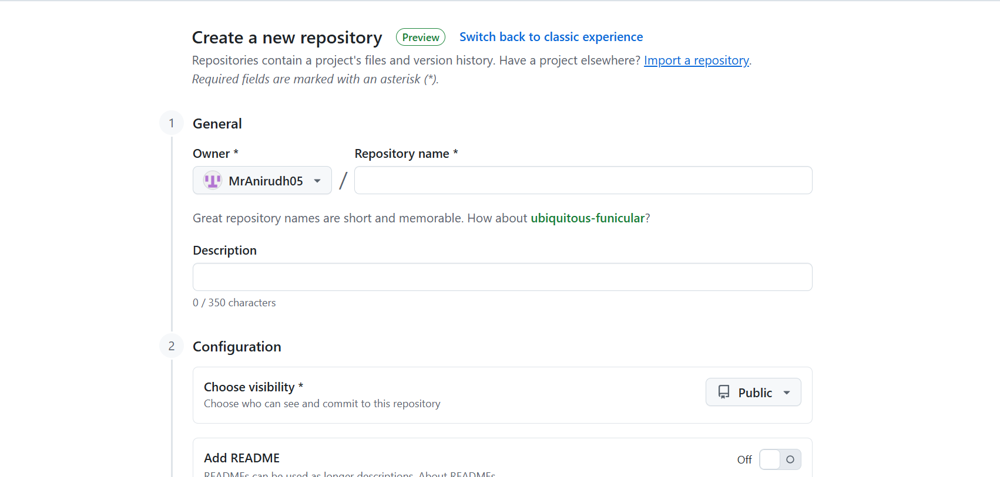 Create a new repository Preview Switch back to classic experience
Repositories contain a project's files and version history. Have a project elsewhere? Import a repository.
Required fields are marked with an asterisk (*).
1 General
Owner * Repository name *
MrAnirudh05 /
Great repository names are short and memorable. How about ubiquitous-funicular?
Description
0 / 350 characters
2 Configuration
Choose visibility * Public
Choose who can see and commit to this repository
Add README Off
READMEs can be used as longer descriptions. About READMEs